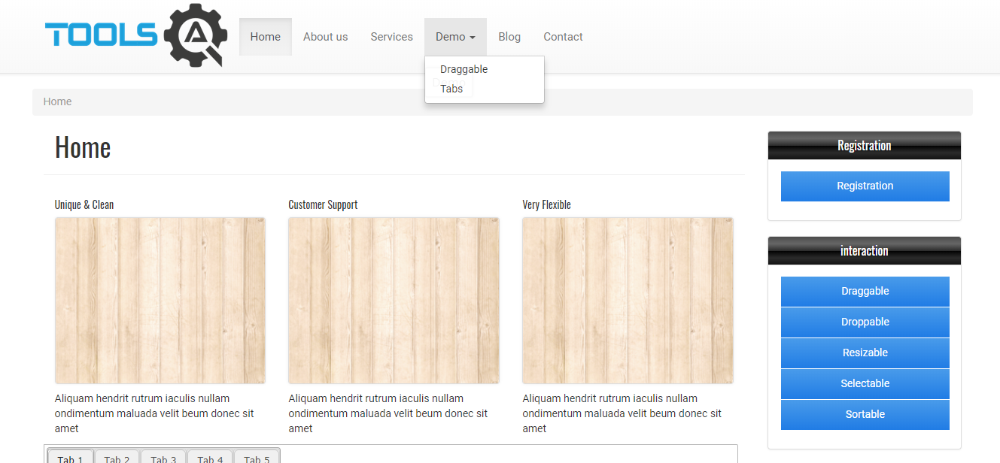 TOOLS QA
Home About us Services Demo Blog Contact
Draggable
Tabs
Home
Home
Unique & Clean
Customer Support
Very Flexible
Aliquam hendrit rutrum iaculis nullam
ondimentum maluada velit beum donec sit
amet
Aliquam hendrit rutrum iaculis nullam
ondimentum maluada velit beum donec sit
amet
Aliquam hendrit rutrum iaculis nullam
ondimentum maluada velit beum donec sit
amet
Tab 1 Tab 2 Tab 3 Tab 4 Tab 5
Registration
Registration
interaction
Draggable
Droppable
Resizable
Selectable
Sortable